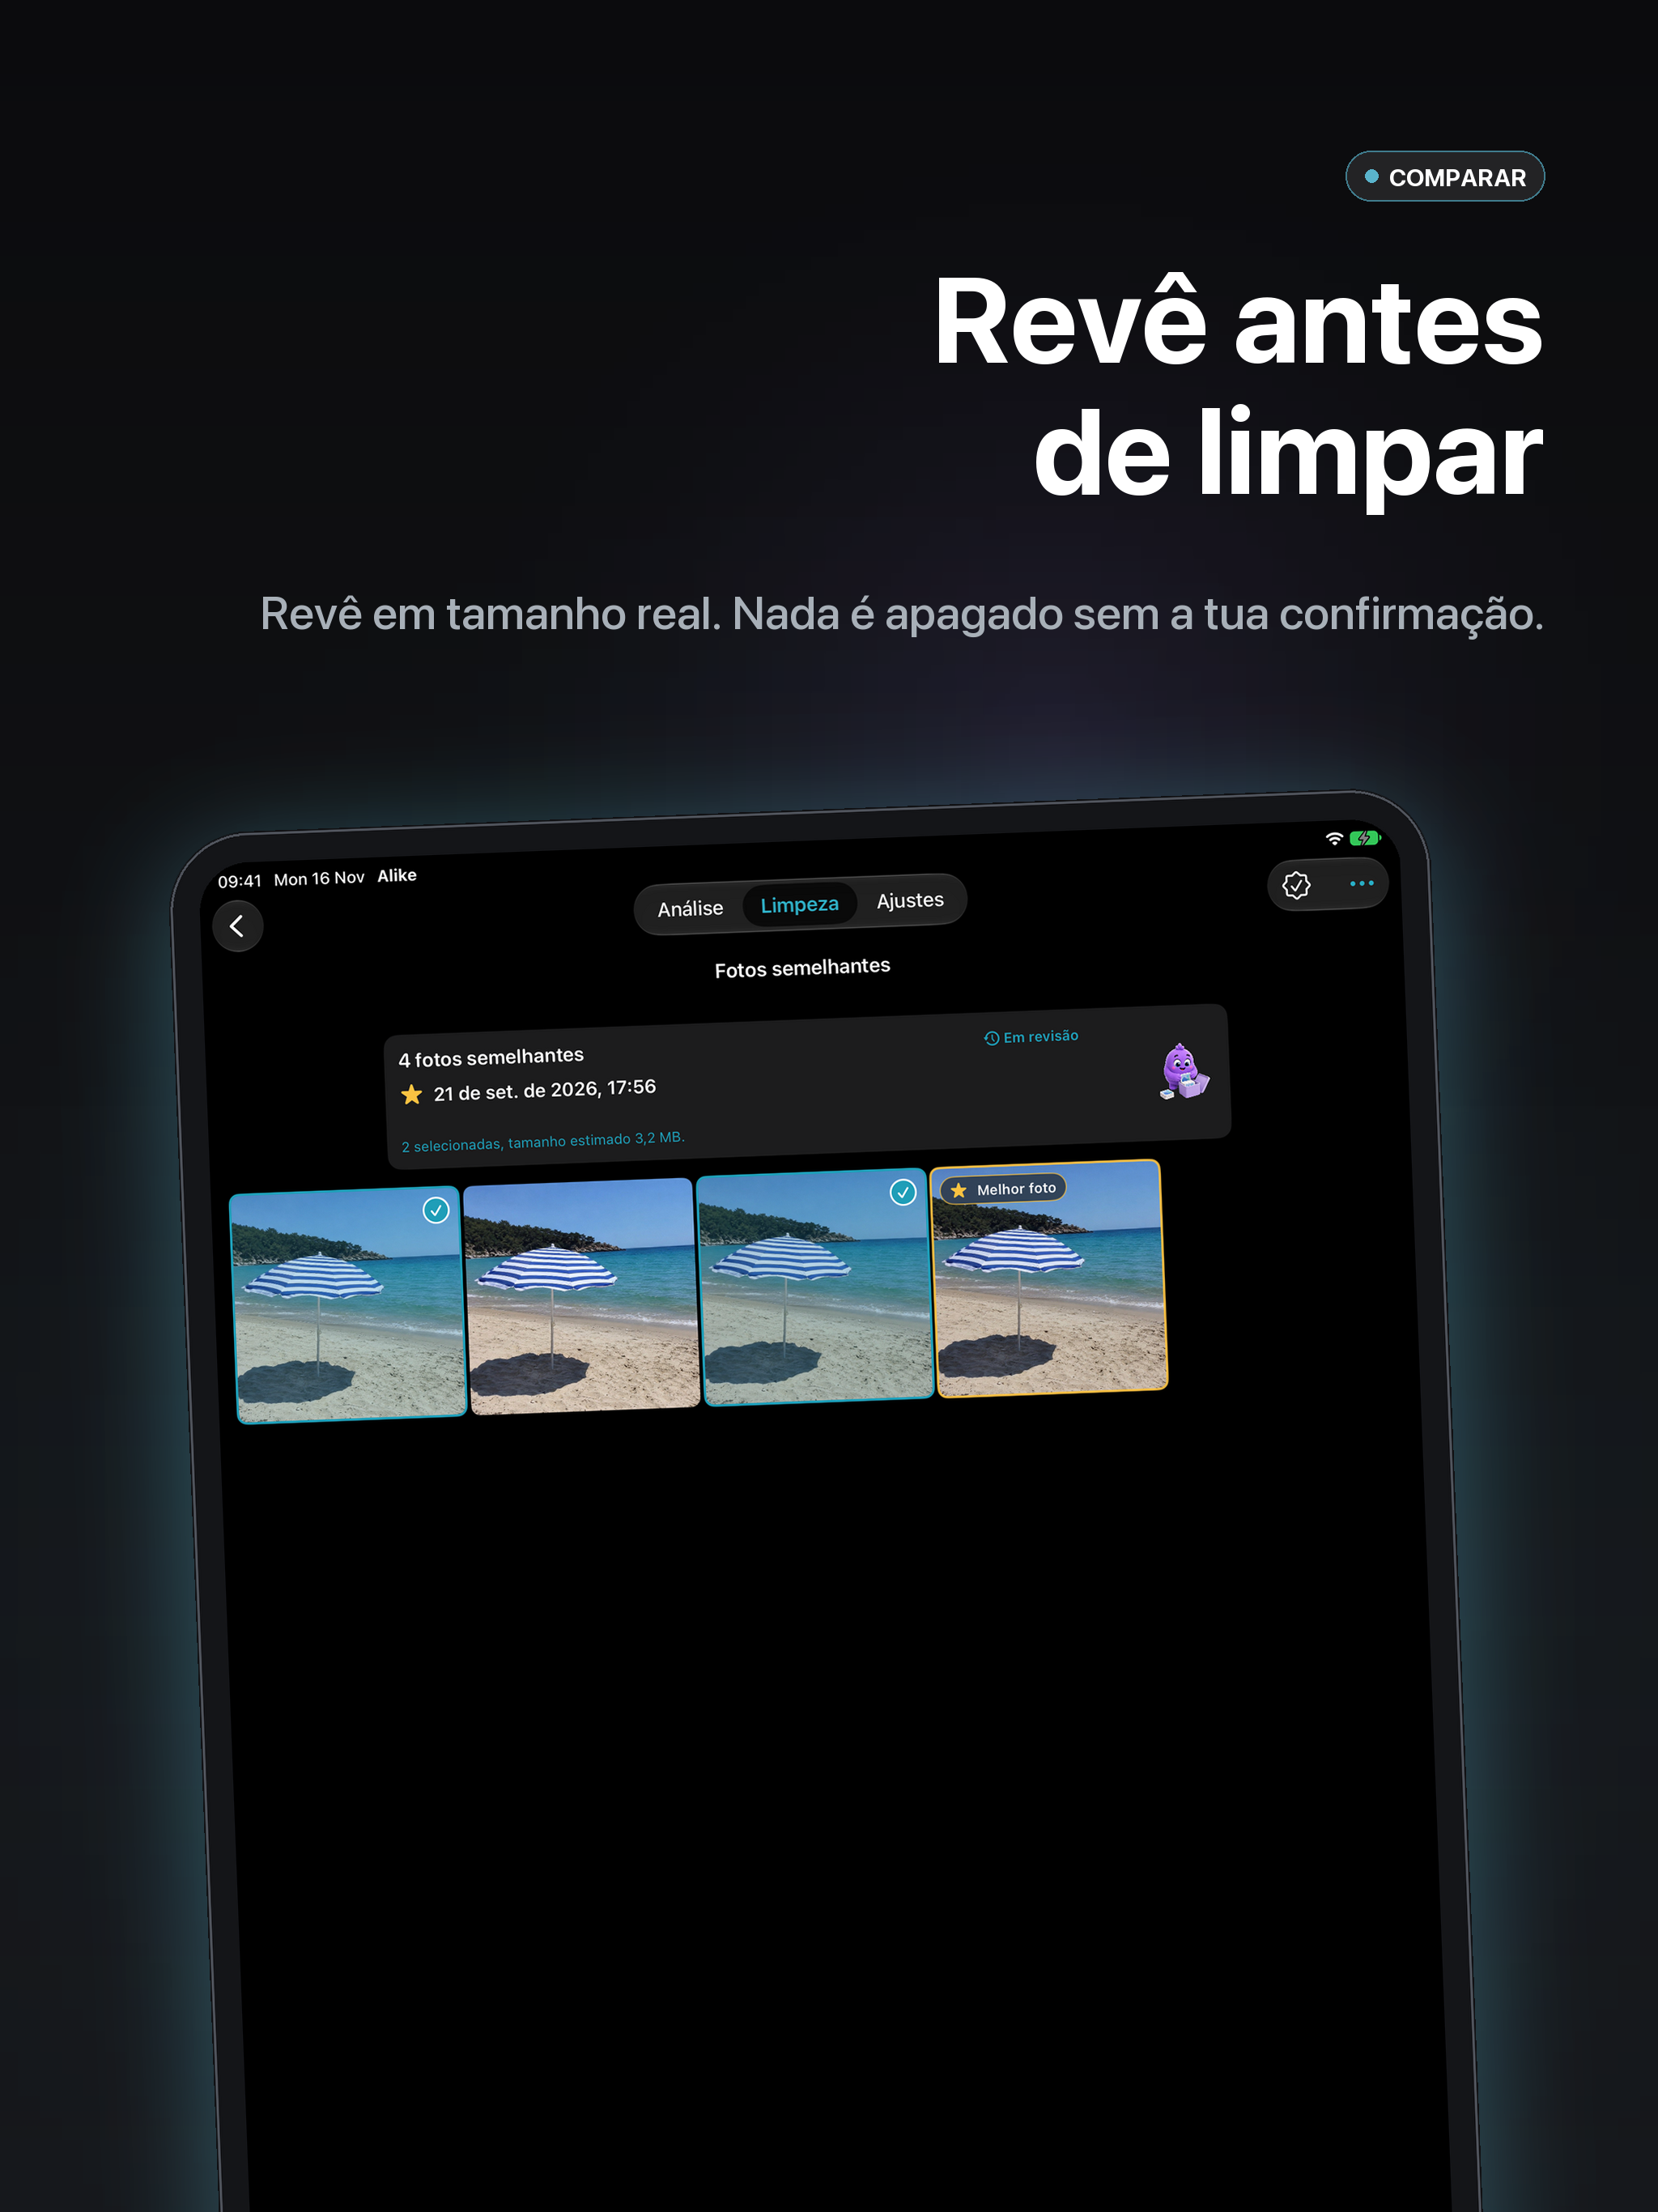 COMPARAR
Revê antes
de limpar
Revê em tamanho real. Nada é apagado sem a tua confirmação.
09:41 Mon 16 Nov Alike
Análise Limpeza Ajustes
Fotos semelhantes
4 fotos semelhantes
Em revisão
21 de set. de 2026, 17:56
2 selecionadas, tamanho estimado 3,2 MB.
Melhor foto